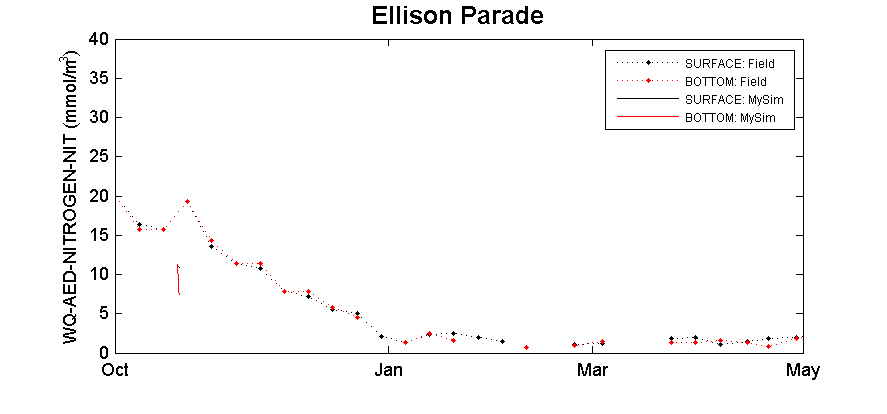 Ellison Parade
WQ-AED-NITROGEN-NIT (mmol/m³)
40
35
30
25
20
15
10
5
0
Oct
Jan
Mar
May
SURFACE: Field
BOTTOM: Field
SURFACE: MySim
BOTTOM: MySim